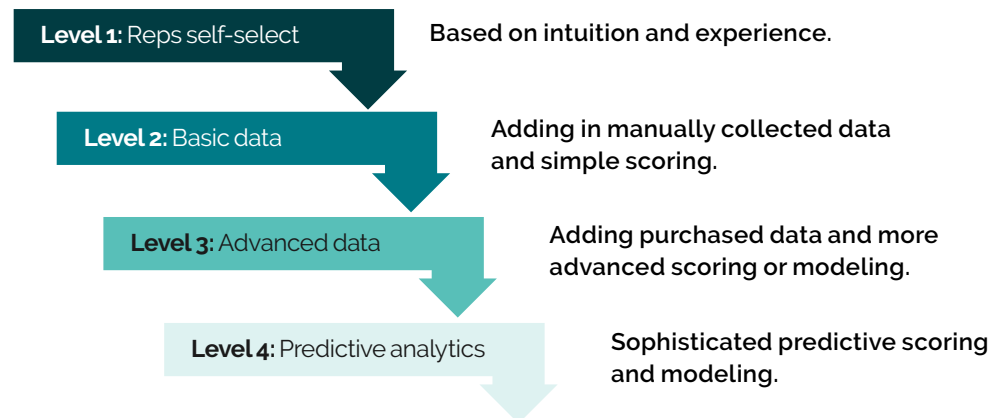 Level 1: Reps self-select
Based on intuition and experience.
Level 2: Basic data
Adding in manually collected data
and simple scoring.
Level 3: Advanced data
Adding purchased data and more
advanced scoring or modeling.
Level 4: Predictive analytics
Sophisticated predictive scoring
and modeling.